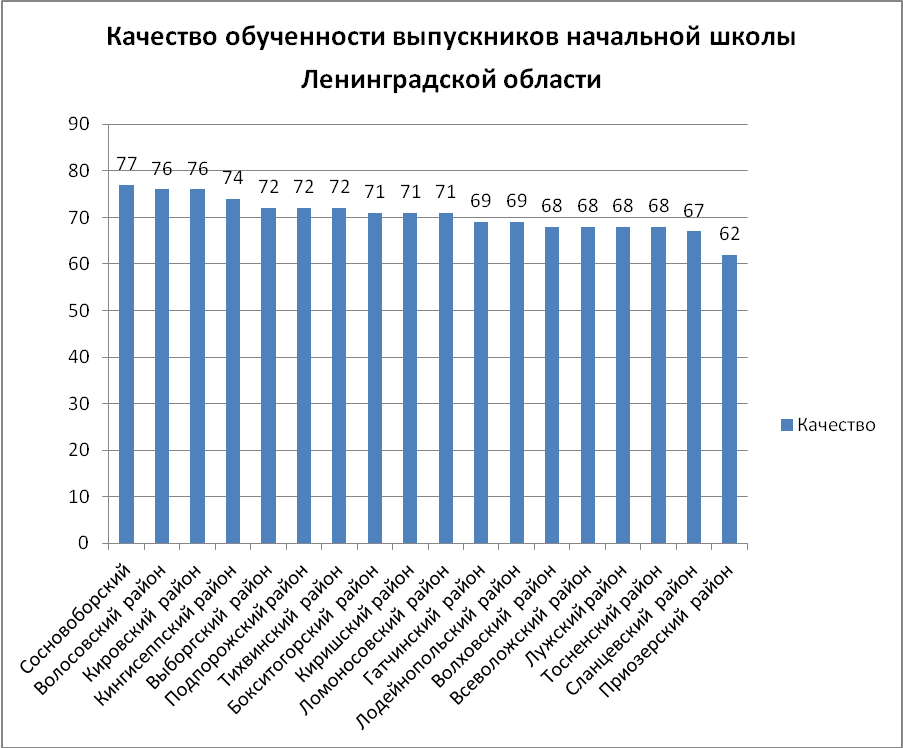 Качество обученности выпускников начальной школы
Ленинградской области
90
80
70
60
50
40
30
20
10
0
77
76
76
74
72
72
72
71
71
71
69
69
68
68
68
68
67
62
Сосновоборский
Волосовский район
Кировский район
Кингисеппский район
Выборгский район
Подпорожский район
Тихвинский район
Бокситогорский район
Киришский район
Ломоносовский район
Гатчинский район
Лодейнопольский район
Волховский район
Всеволожский район
Лужский район
Тосненский район
Сланцевский район
Приозерский район
Качество